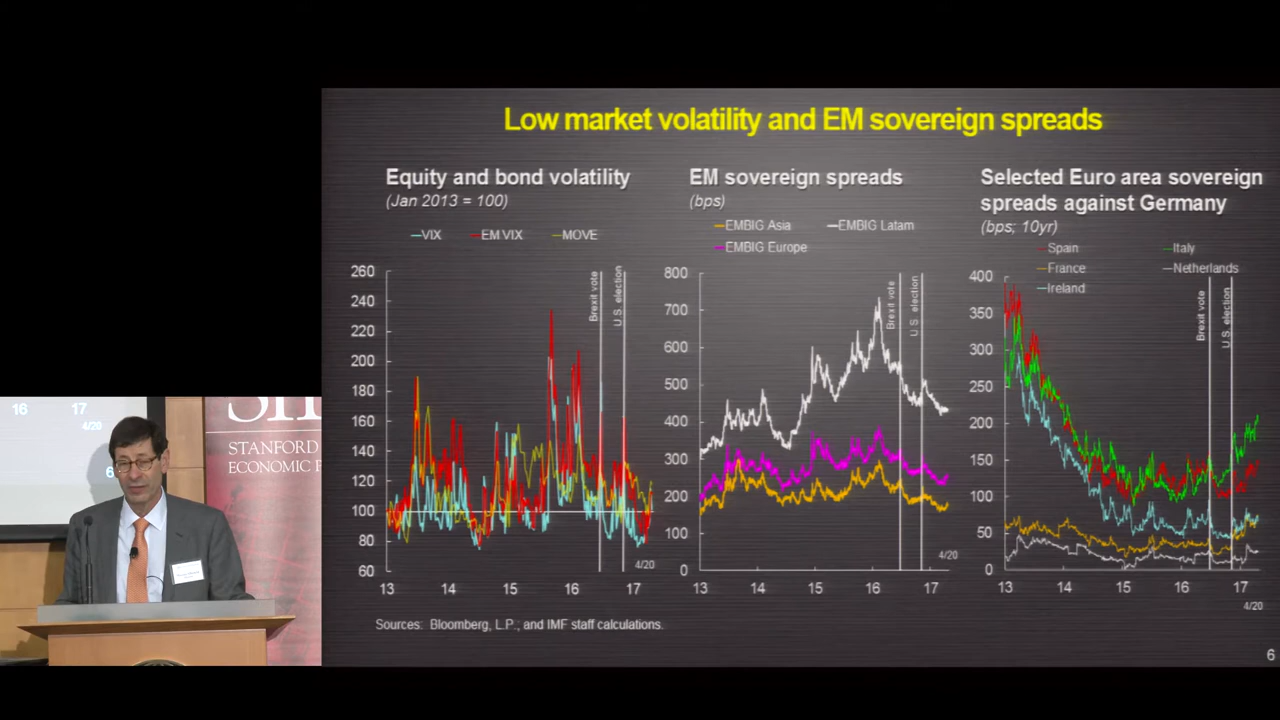 Low market volatility and EM sovereign spreads
Equity and bond volatility
(Jan 2013 = 100)
VIX
EM VIX
MOVE
260
240
220
200
180
160
140
120
100
80
60
Brexit vote
U.S. election
4/20
13
14
15
16
17
EM sovereign spreads
(bps)
EMBIG Asia
EMBIG Latam
EMBIG Europe
800
700
600
500
400
300
200
100
0
Brexit vote
U.S. election
4/20
13
14
15
16
17
Selected Euro area sovereign
spreads against Germany
(bps; 10yr)
Spain
Italy
France
Netherlands
Ireland
400
350
300
250
200
150
100
50
0
Brexit vote
U.S. election
13
14
15
16
17
4/20
Sources: Bloomberg, L.P.; and IMF staff calculations.
6
16
17
4/20
6
STANFORD
ECONOMIC